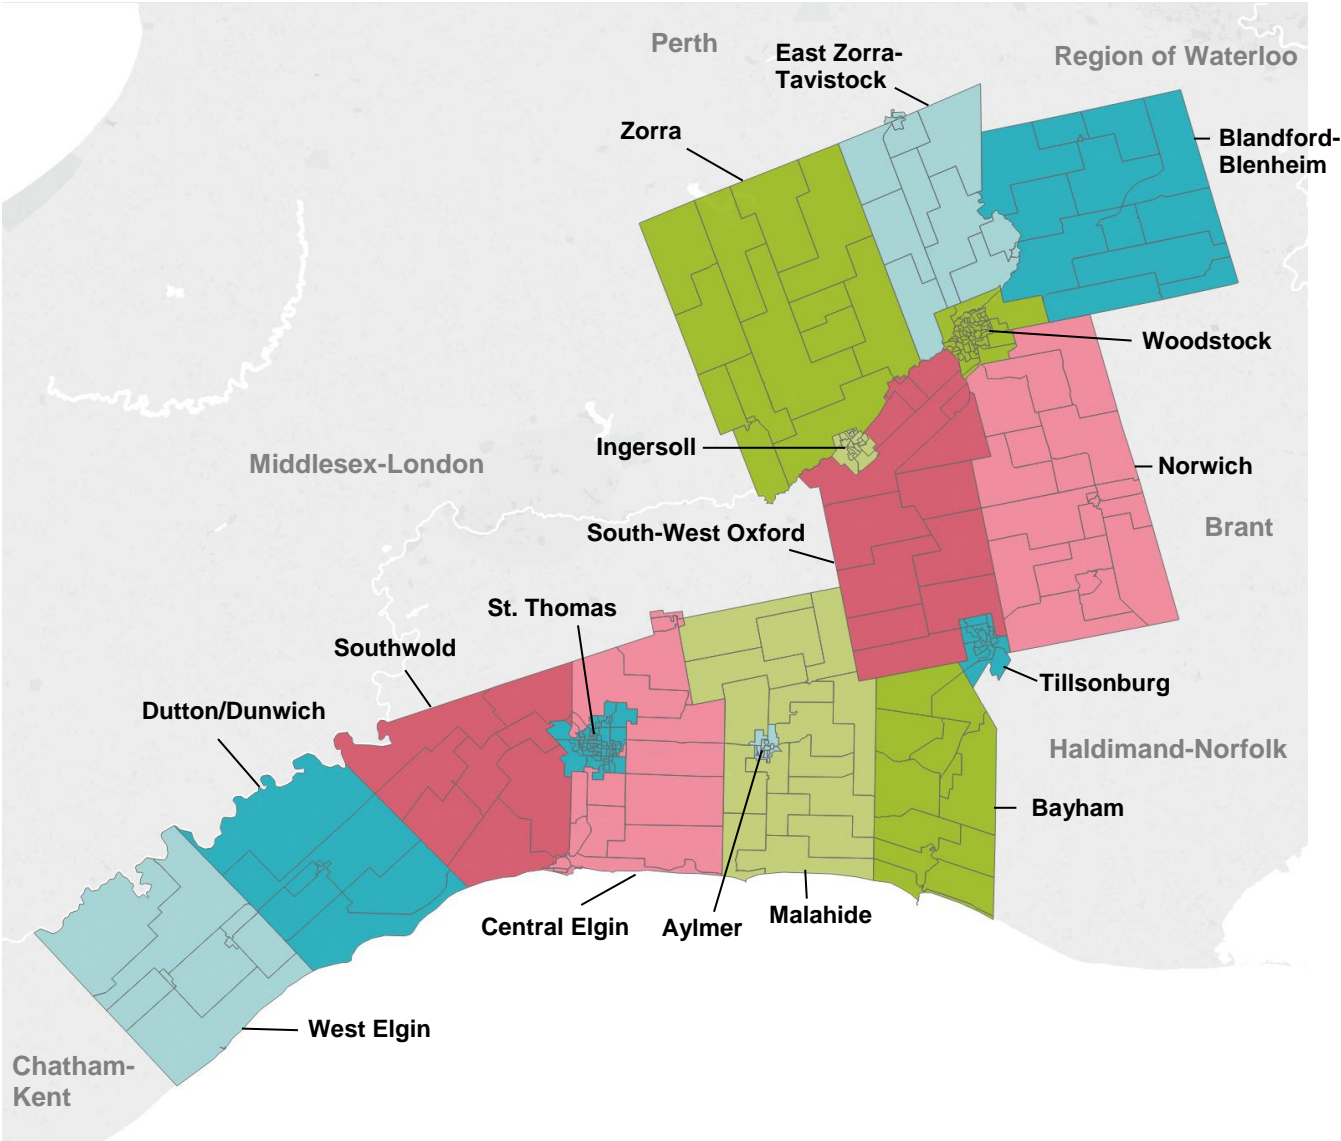 Perth
East Zorra-
Tavistock
Region of Waterloo
Zorra
Blandford-
Blenheim
Woodstock
Ingersoll
Middlesex-London
Norwich
South-West Oxford
Brant
St. Thomas
Southwold
Tillsonburg
Dutton/Dunwich
Haldimand-Norfolk
Bayham
Central Elgin
Aylmer
Malahide
West Elgin
Chatham-
Kent